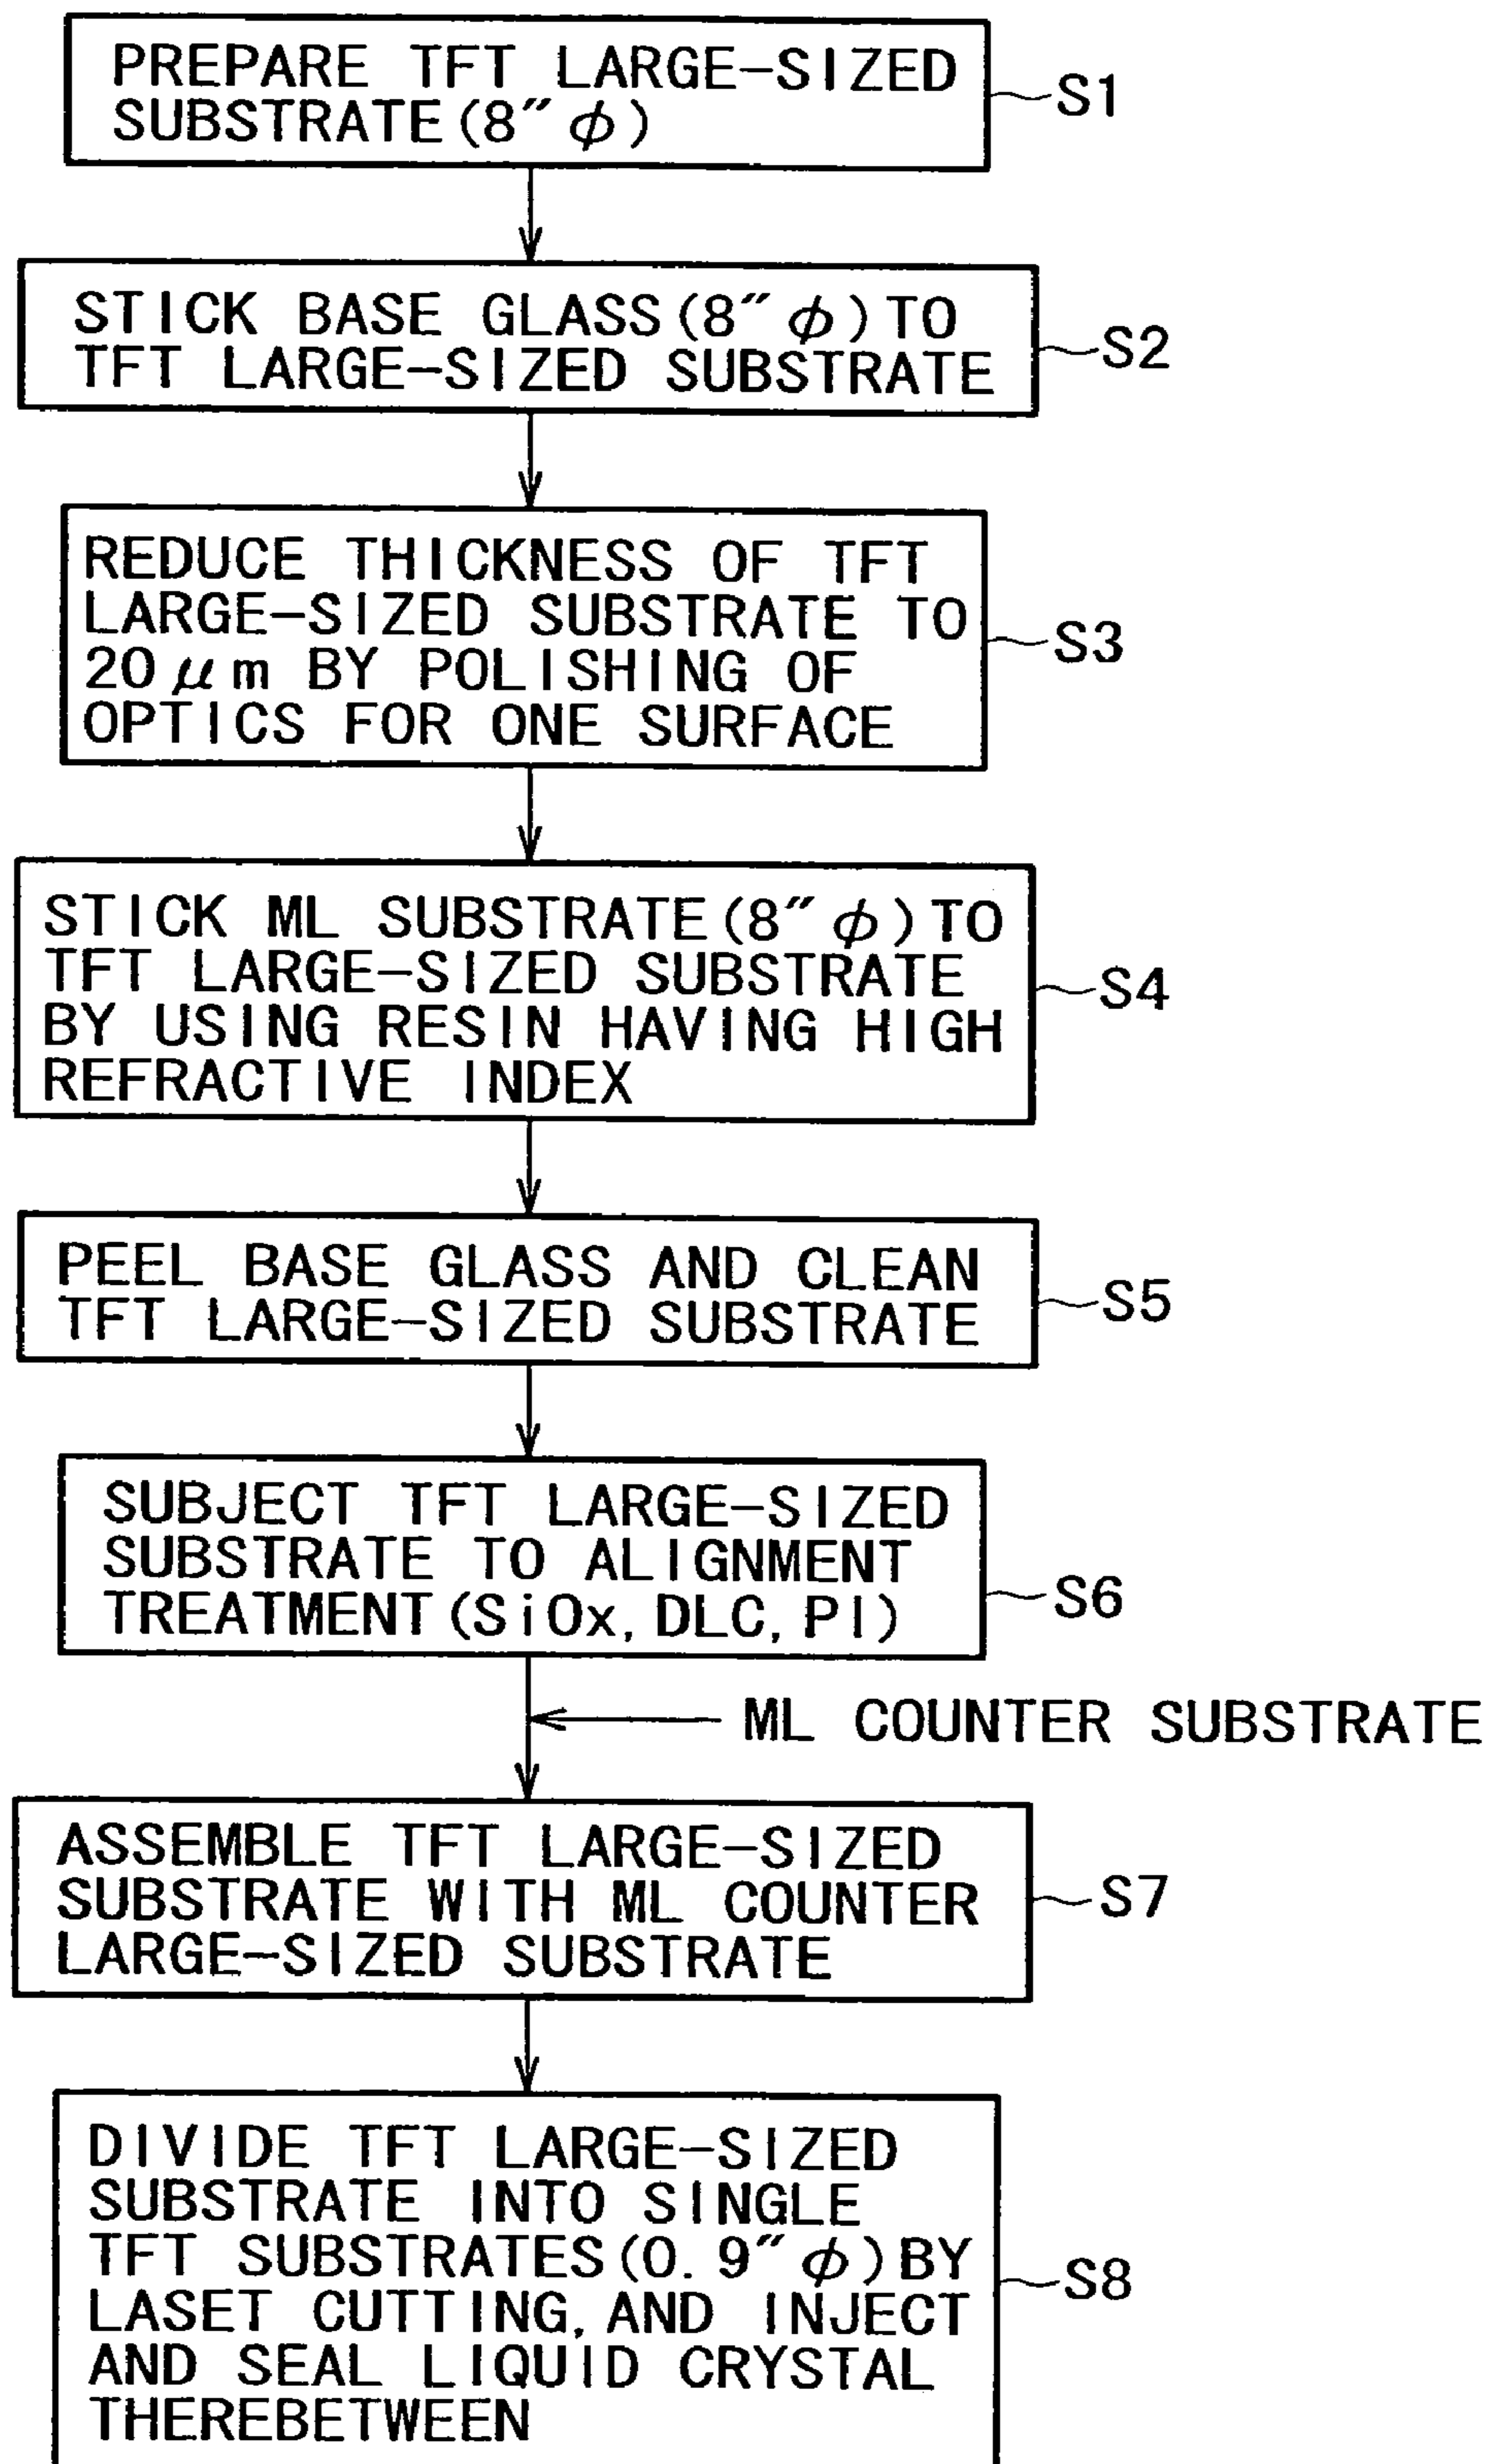 PREPARE TFT LARGE-SIZED
SUBSTRATE(8″φ)
S1
STICK BASE GLASS(8″φ)TO
TFT LARGE-SIZED SUBSTRATE
S2
REDUCE THICKNESS OF TFT
LARGE-SIZED SUBSTRATE TO
20μm BY POLISHING OF
OPTICS FOR ONE SURFACE
S3
STICK ML SUBSTRATE(8″φ)TO
TFT LARGE-SIZED SUBSTRATE
BY USING RESIN HAVING HIGH
REFRACTIVE INDEX
S4
PEEL BASE GLASS AND CLEAN
TFT LARGE-SIZED SUBSTRATE
S5
SUBJECT TFT LARGE-SIZED
SUBSTRATE TO ALIGNMENT
TREATMENT(SiOx, DLC, PI)
S6
ML COUNTER SUBSTRATE
ASSEMBLE TFT LARGE-SIZED
SUBSTRATE WITH ML COUNTER
LARGE-SIZED SUBSTRATE
S7
DIVIDE TFT LARGE-SIZED
SUBSTRATE INTO SINGLE
TFT SUBSTRATES(0.9″φ)BY
LASET CUTTING, AND INJECT
AND SEAL LIQUID CRYSTAL
THEREBETWEEN
S8